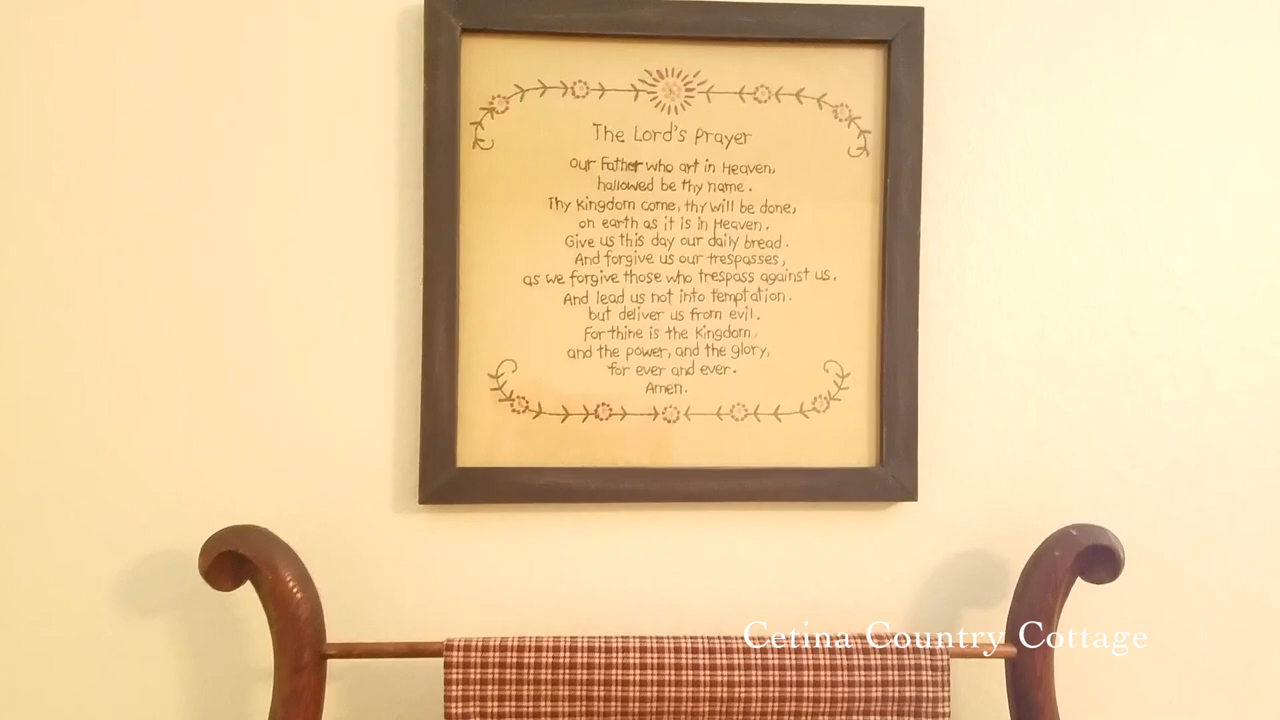 The Lord's Prayer
Our Father who art in Heaven,
hallowed be thy name.
Thy kingdom come, thy will be done,
on earth as it is in Heaven.
Give us this day our daily bread.
And forgive us our trespasses,
as we forgive those who trespass against us.
And lead us not into temptation.
but deliver us from evil.
For thine is the Kingdom,
and the power, and the glory,
for ever and ever.
Amen.
Cetina Country Cottage